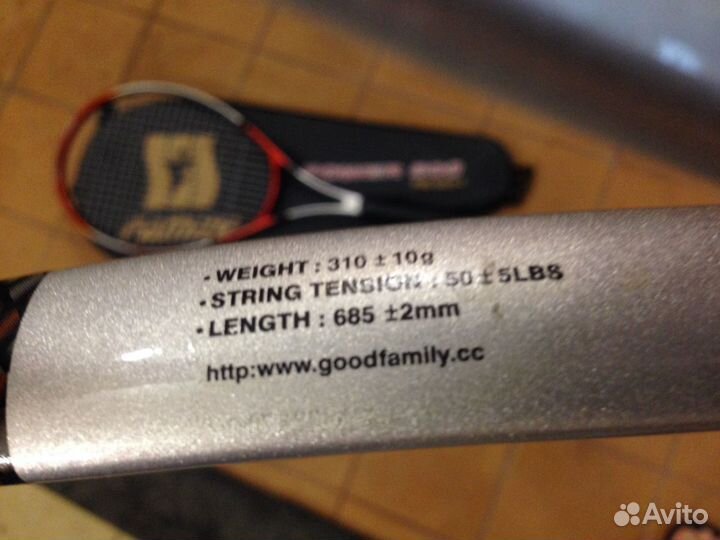 • WEIGHT : 310 ± 10g
• STRING TENSION : 50 ± 5LBS
• LENGTH : 685 ±2mm
http:www.goodfamily.cc
Avito